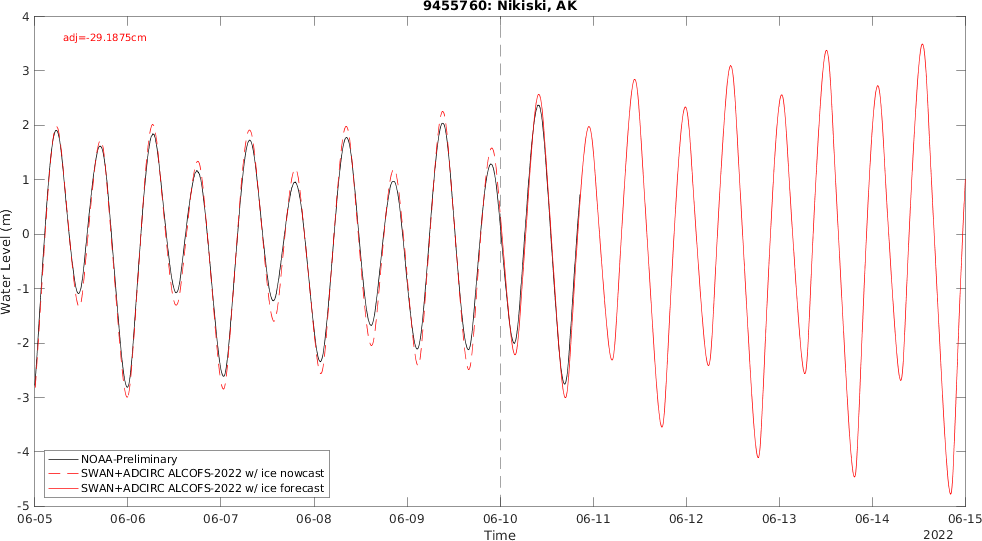 9455760: Nikiski, AK
adj=-29.1875cm
4
3
2
1
0
-1
-2
-3
-4
-5
Water Level (m)
NOAA-Preliminary
SWAN+ADCIRC ALCOFS-2022 w/ ice nowcast
SWAN+ADCIRC ALCOFS-2022 w/ ice forecast
06-05 06-06 06-07 06-08 06-09 06-10 06-11 06-12 06-13 06-14 06-15
Time
2022